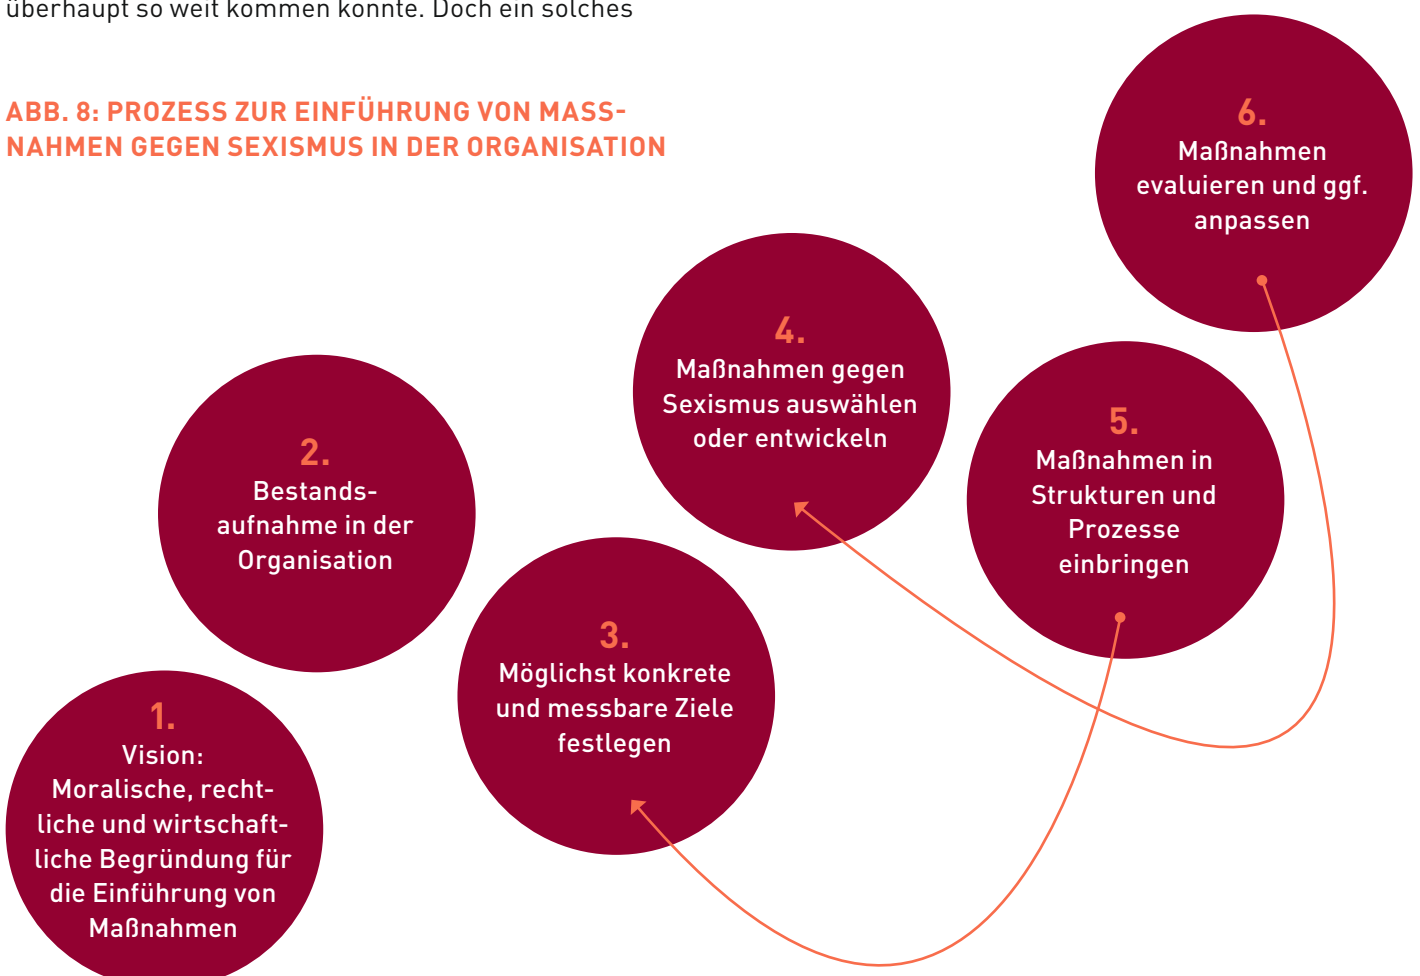 überhaupt so weit kommen konnte. Doch ein solches
ABB. 8: PROZESS ZUR EINFÜHRUNG VON MASS-
NAHMEN GEGEN SEXISMUS IN DER ORGANISATION
1.
Vision:
Moralische, recht-
liche und wirtschaft-
liche Begründung für
die Einführung von
Maßnahmen
2.
Bestands-
aufnahme in der
Organisation
3.
Möglichst konkrete
und messbare Ziele
festlegen
4.
Maßnahmen gegen
Sexismus auswählen
oder entwickeln
5.
Maßnahmen in
Strukturen und
Prozesse
einbringen
6.
Maßnahmen
evaluieren und ggf.
anpassen